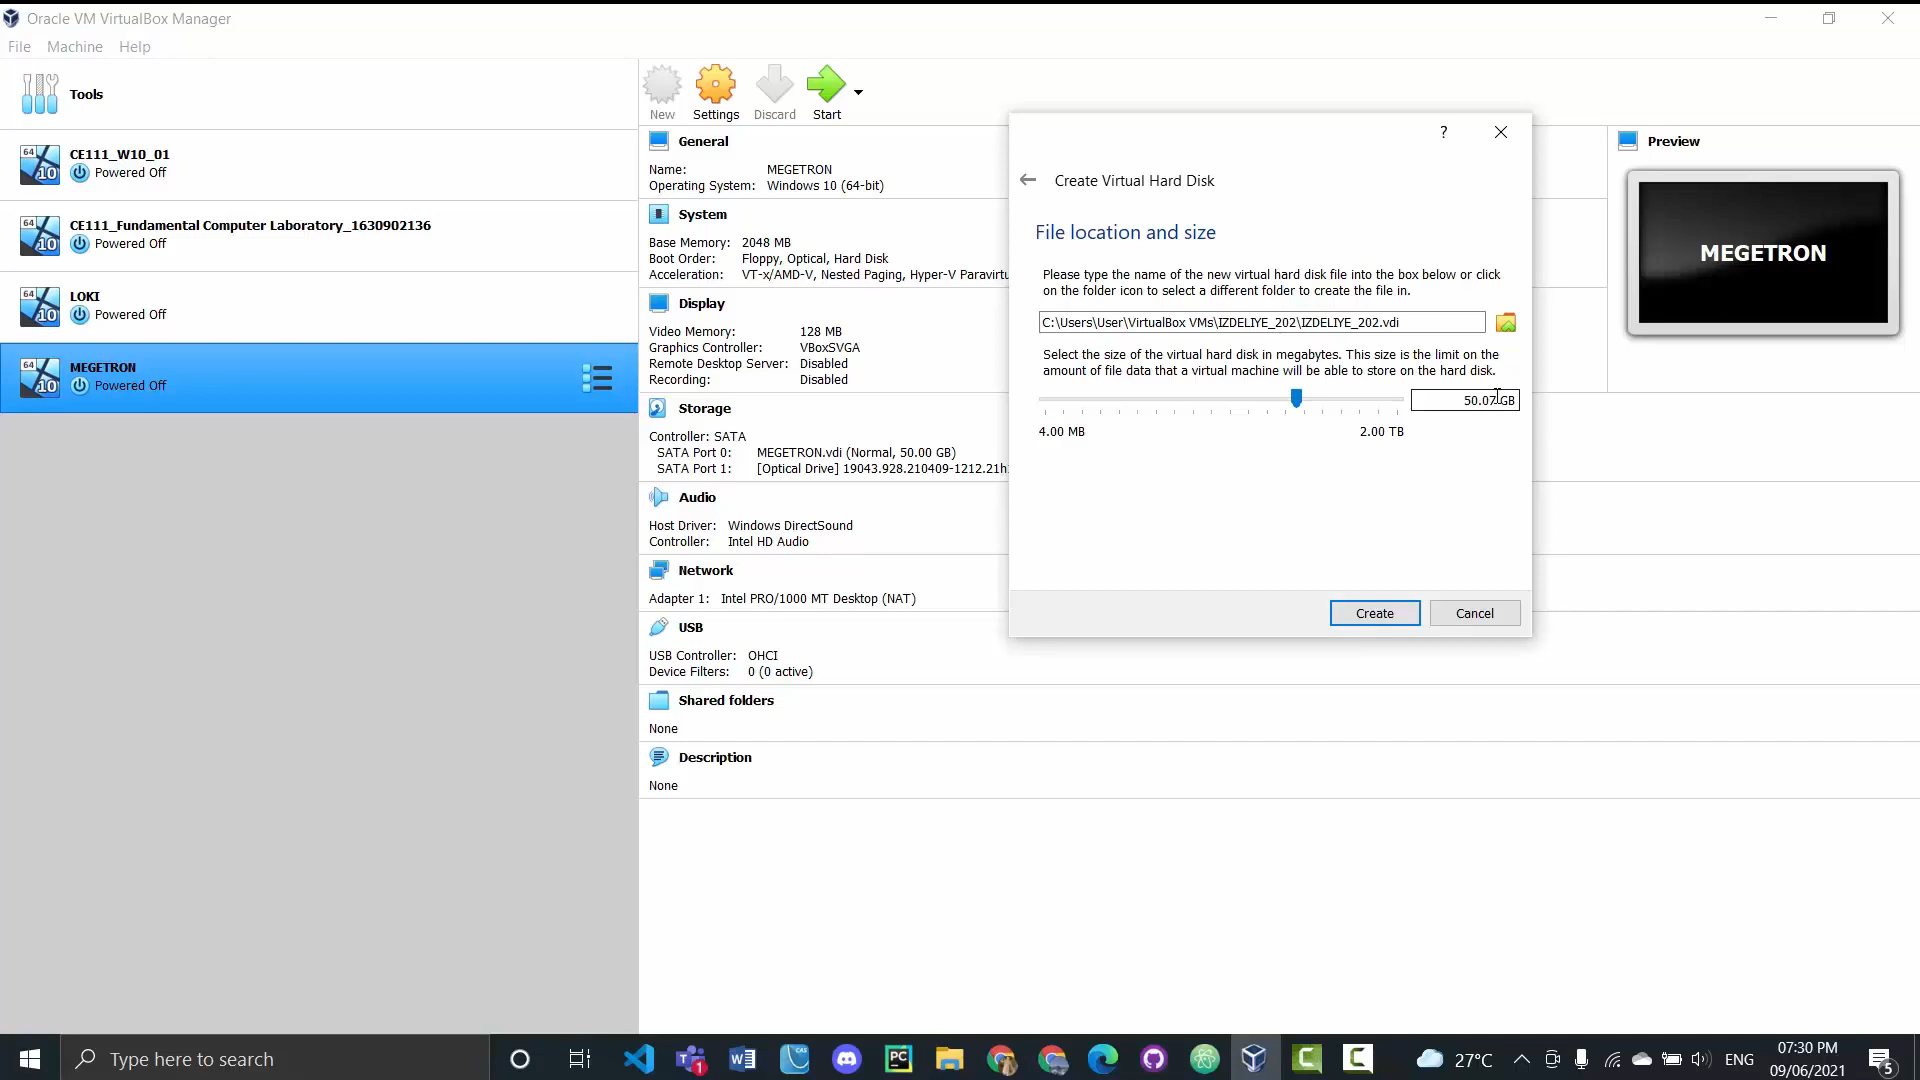 Oracle VM VirtualBox Manager
File Machine Help
Tools
64
10
CE111_W10_01
Powered Off
64
10
CE111_Fundamental Computer Laboratory_1630902136
Powered Off
64
10
LOKI
Powered Off
64
10
MEGETRON
Powered Off
New Settings Discard Start
General
Name: MEGETRON
Operating System: Windows 10 (64-bit)
System
Base Memory: 2048 MB
Boot Order: Floppy, Optical, Hard Disk
Acceleration: VT-x/AMD-V, Nested Paging, Hyper-V Paravirtu
Display
Video Memory: 128 MB
Graphics Controller: VBoxSVGA
Remote Desktop Server: Disabled
Recording: Disabled
Storage
Controller: SATA
SATA Port 0: MEGETRON.vdi (Normal, 50.00 GB)
SATA Port 1: [Optical Drive] 19043.928.210409-1212.21h
Audio
Host Driver: Windows DirectSound
Controller: Intel HD Audio
Network
Adapter 1: Intel PRO/1000 MT Desktop (NAT)
USB
USB Controller: OHCI
Device Filters: 0 (0 active)
Shared folders
None
Description
None
?
Create Virtual Hard Disk
File location and size
Please type the name of the new virtual hard disk file into the box below or click
on the folder icon to select a different folder to create the file in.
C:\Users\User\VirtualBox VMs\IZDELIYE_202\IZDELIYE_202.vdi
Select the size of the virtual hard disk in megabytes. This size is the limit on the
amount of file data that a virtual machine will be able to store on the hard disk.
50.07 GB
4.00 MB 2.00 TB
Create Cancel
Preview
MEGETRON
Type here to search
27°C ENG 07:30 PM
09/06/2021
1
PC
5